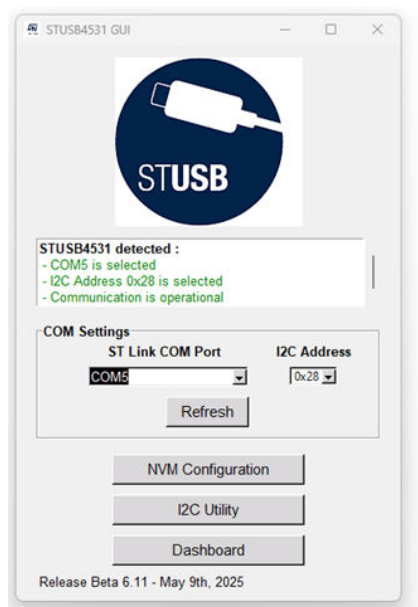 STUSB4531 GUI
STUSB
STUSB4531 detected :
- COM5 is selected
- I2C Address 0x28 is selected
- Communication is operational
COM Settings
ST Link COM Port I2C Address
COM5 0x28
Refresh
NVM Configuration
I2C Utility
Dashboard
Release Beta 6.11 - May 9th, 2025